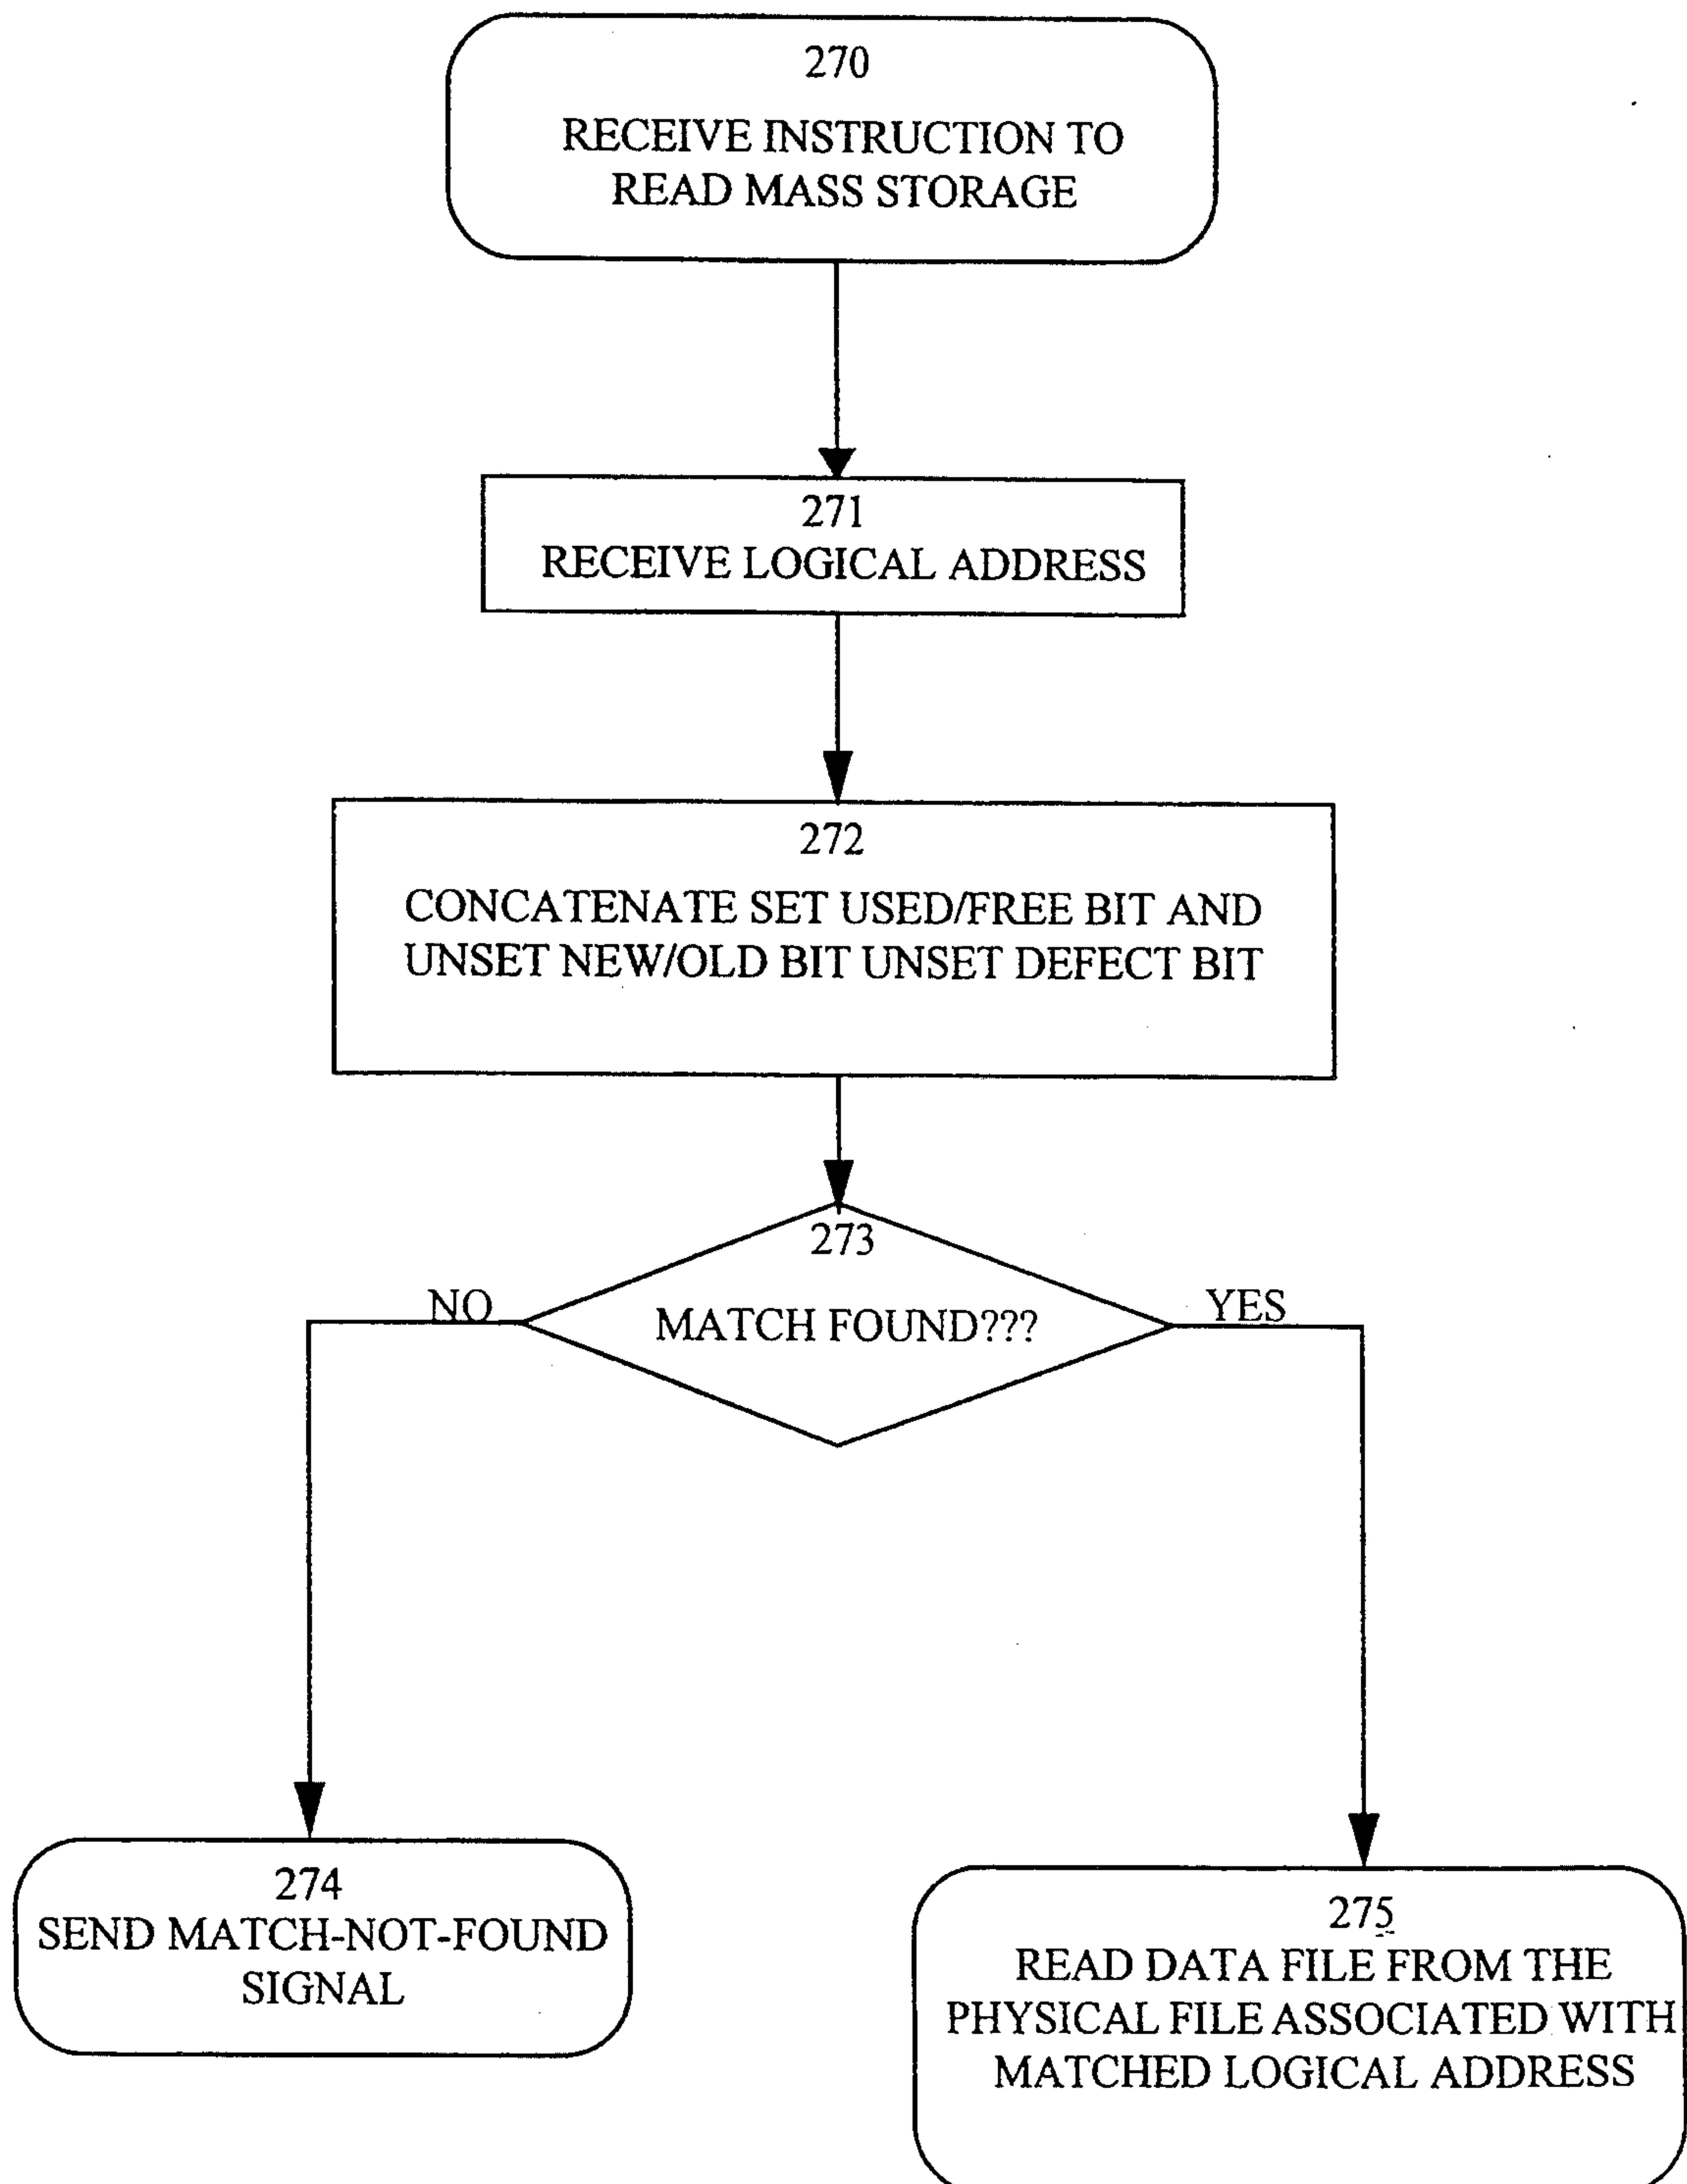 270
RECEIVE INSTRUCTION TO
READ MASS STORAGE
271
RECEIVE LOGICAL ADDRESS
272
CONCATENATE SET USED/FREE BIT AND
UNSET NEW/OLD BIT UNSET DEFECT BIT
273
NO
MATCH FOUND???
YES
274
SEND MATCH-NOT-FOUND
SIGNAL
275
READ DATA FILE FROM THE
PHYSICAL FILE ASSOCIATED WITH
MATCHED LOGICAL ADDRESS